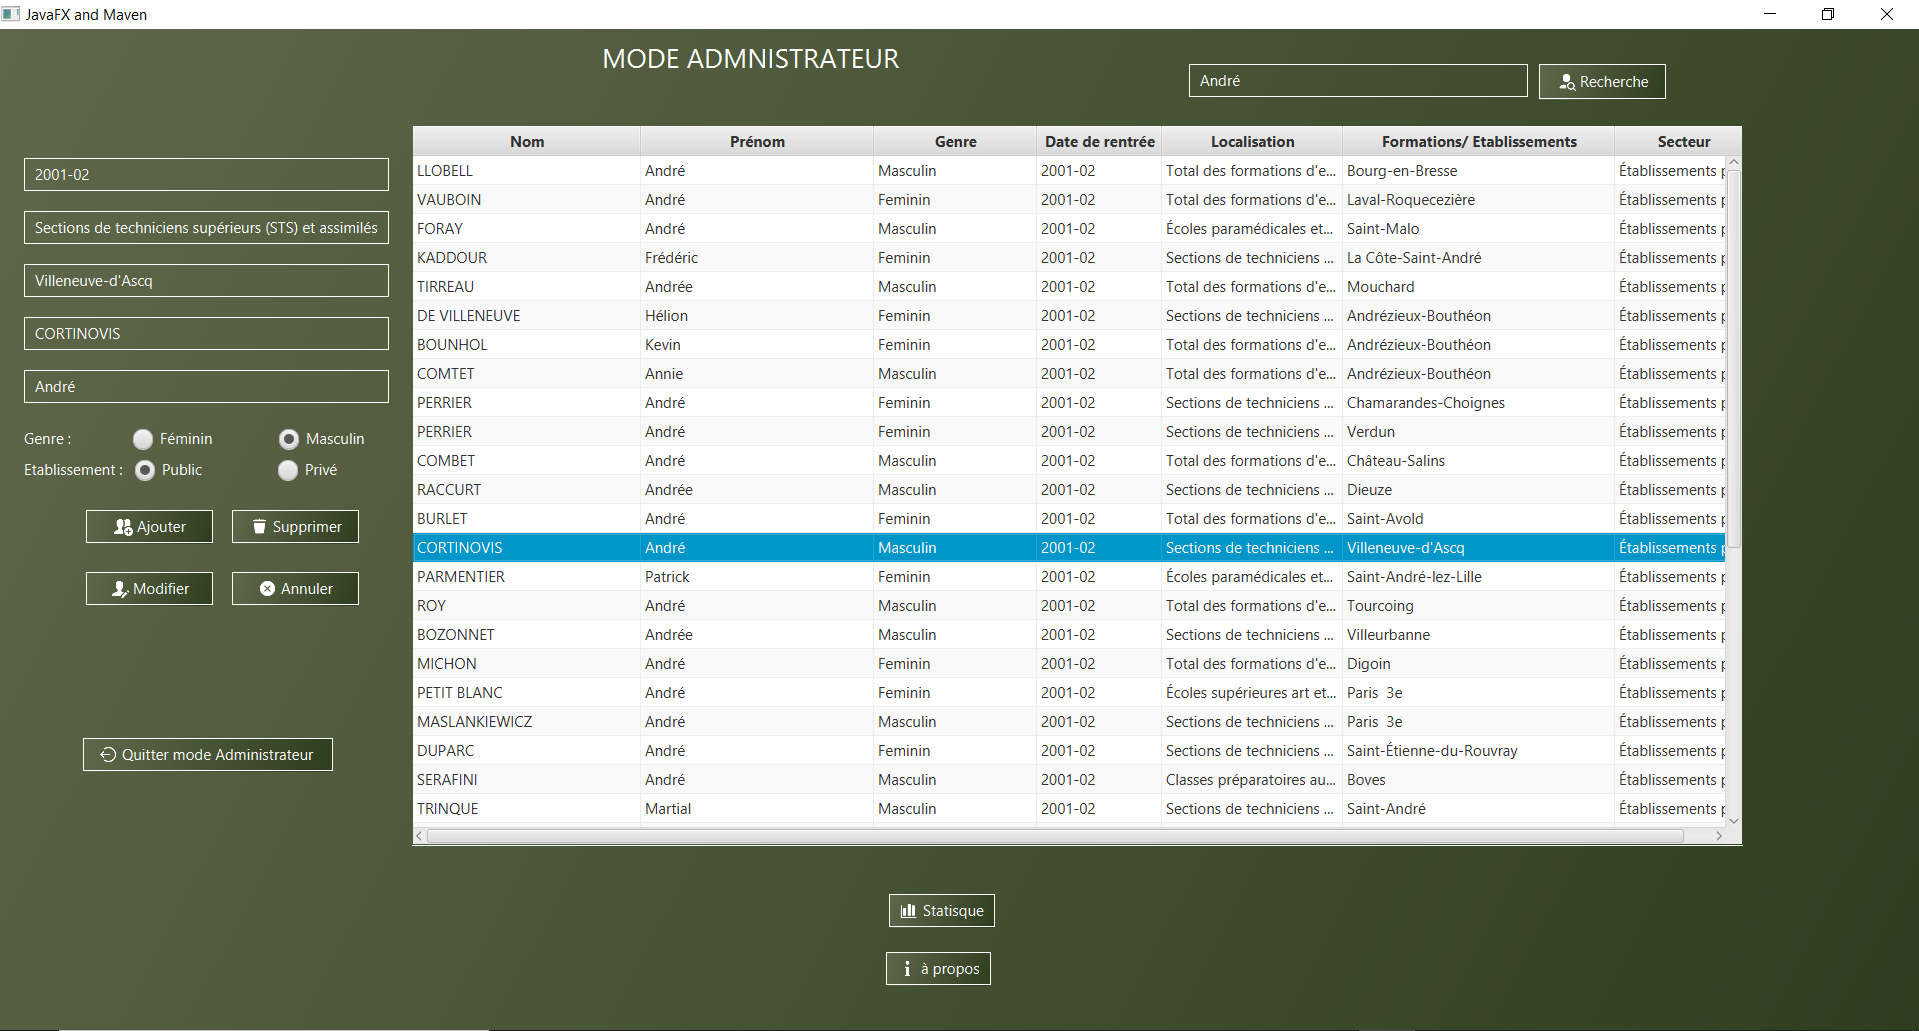 JavaFX and Maven
MODE ADMNISTRATEUR
André
Recherche
2001-02
Sections de techniciens supérieurs (STS) et assimilés
Villeneuve-d'Ascq
CORTINOVIS
André
Genre : Féminin Masculin
Etablissement : Public Privé
Ajouter Supprimer
Modifier Annuler
Quitter mode Administrateur
Nom Prénom Genre Date de rentrée Localisation Formations/ Etablissements Secteur
LLOBELL André Masculin 2001-02 Total des formations d'e... Bourg-en-Bresse Établissements p
VAUBOIN André Feminin 2001-02 Total des formations d'e... Laval-Roquecezière Établissements p
FORAY André Masculin 2001-02 Écoles paramédicales et... Saint-Malo Établissements p
KADDOUR Frédéric Feminin 2001-02 Sections de techniciens ... La Côte-Saint-André Établissements p
TIRREAU Andrée Masculin 2001-02 Total des formations d'e... Mouchard Établissements p
DE VILLENEUVE Hélion Feminin 2001-02 Sections de techniciens ... Andrézieux-Bouthéon Établissements p
BOUNHOL Kevin Feminin 2001-02 Total des formations d'e... Andrézieux-Bouthéon Établissements p
COMTET Annie Masculin 2001-02 Total des formations d'e... Andrézieux-Bouthéon Établissements p
PERRIER André Feminin 2001-02 Sections de techniciens ... Chamarandes-Choignes Établissements p
PERRIER André Feminin 2001-02 Sections de techniciens ... Verdun Établissements p
COMBET André Masculin 2001-02 Total des formations d'e... Château-Salins Établissements p
RACCURT Andrée Masculin 2001-02 Sections de techniciens ... Dieuze Établissements p
BURLET André Feminin 2001-02 Total des formations d'e... Saint-Avold Établissements p
CORTINOVIS André Masculin 2001-02 Sections de techniciens ... Villeneuve-d'Ascq Établissements p
PARMENTIER Patrick Feminin 2001-02 Écoles paramédicales et... Saint-André-lez-Lille Établissements p
ROY André Masculin 2001-02 Total des formations d'e... Tourcoing Établissements p
BOZONNET Andrée Masculin 2001-02 Sections de techniciens ... Villeurbanne Établissements p
MICHON André Feminin 2001-02 Total des formations d'e... Digoin Établissements p
PETIT BLANC André Feminin 2001-02 Écoles supérieures art et... Paris 3e Établissements p
MASLANKIEWICZ André Masculin 2001-02 Sections de techniciens ... Paris 3e Établissements p
DUPARC André Feminin 2001-02 Sections de techniciens ... Saint-Étienne-du-Rouvray Établissements p
SERAFINI André Masculin 2001-02 Classes préparatoires au... Boves Établissements p
TRINQUE Martial Masculin 2001-02 Sections de techniciens ... Saint-André Établissements p
Statisque
à propos